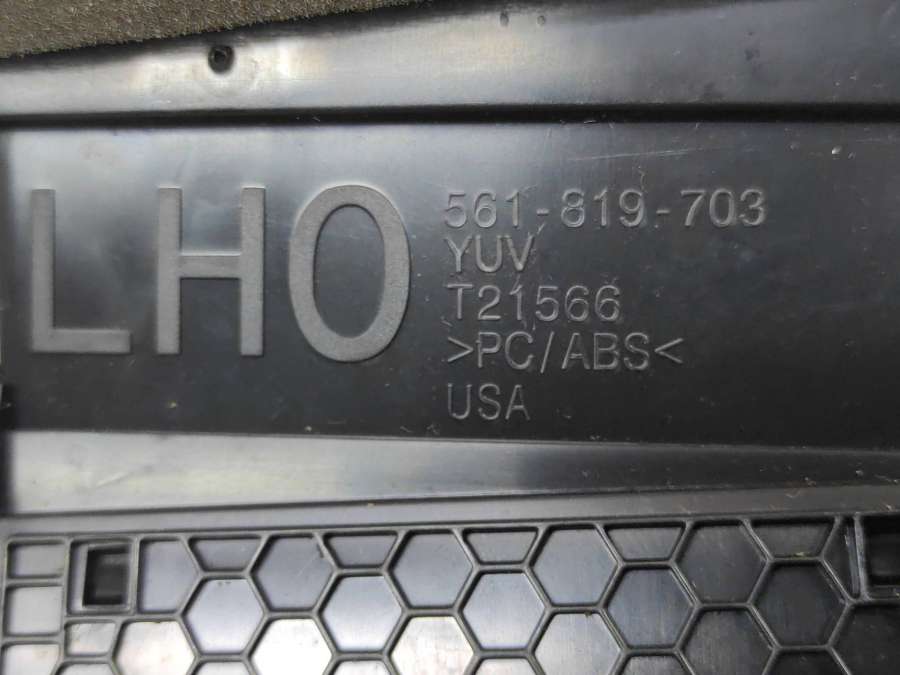 LHO
561-819-703
YUV
T21566
>PC/ABS<
USA